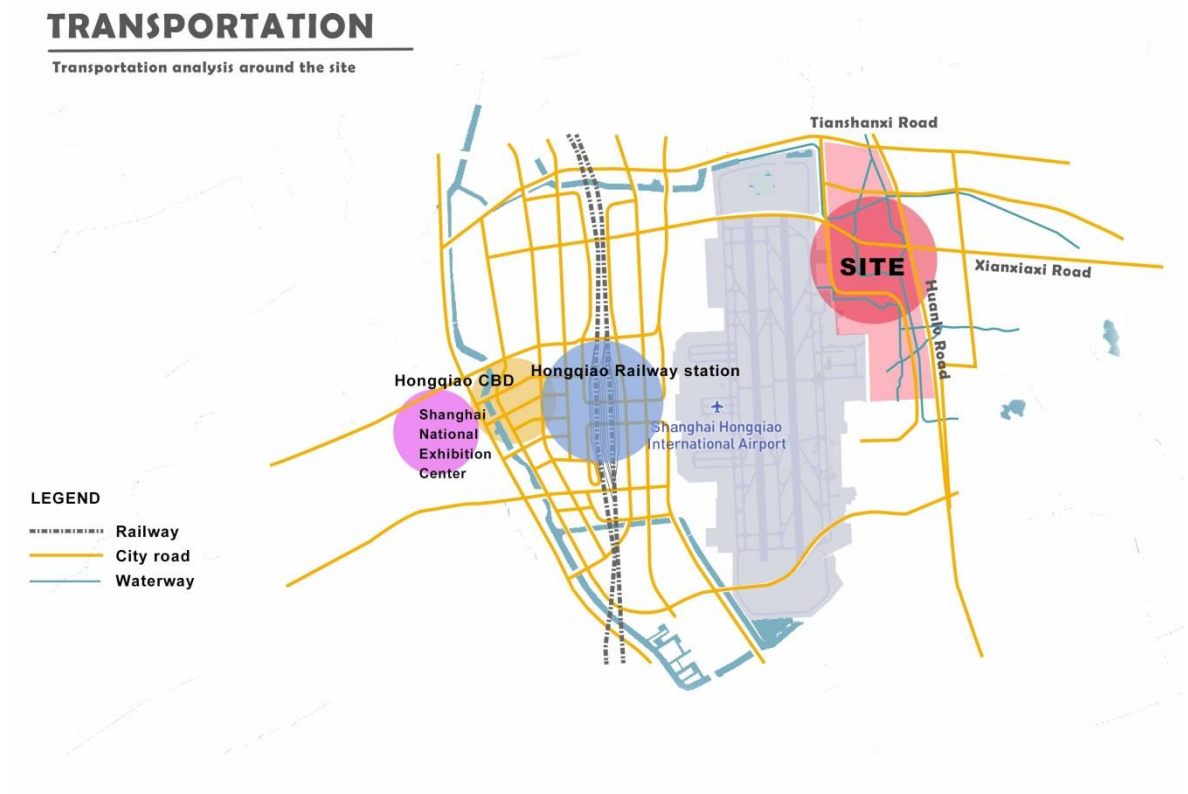 TRANSPORTATION
Transportation analysis around the site
Tianshanxi Road
SITE
Xianxiaxi Road
Huanlv Road
Hongqiao CBD
Hongqiao Railway station
Shanghai
National
Exhibition
Center
Shanghai Hongqiao
International Airport
LEGEND
Railway
City road
Waterway